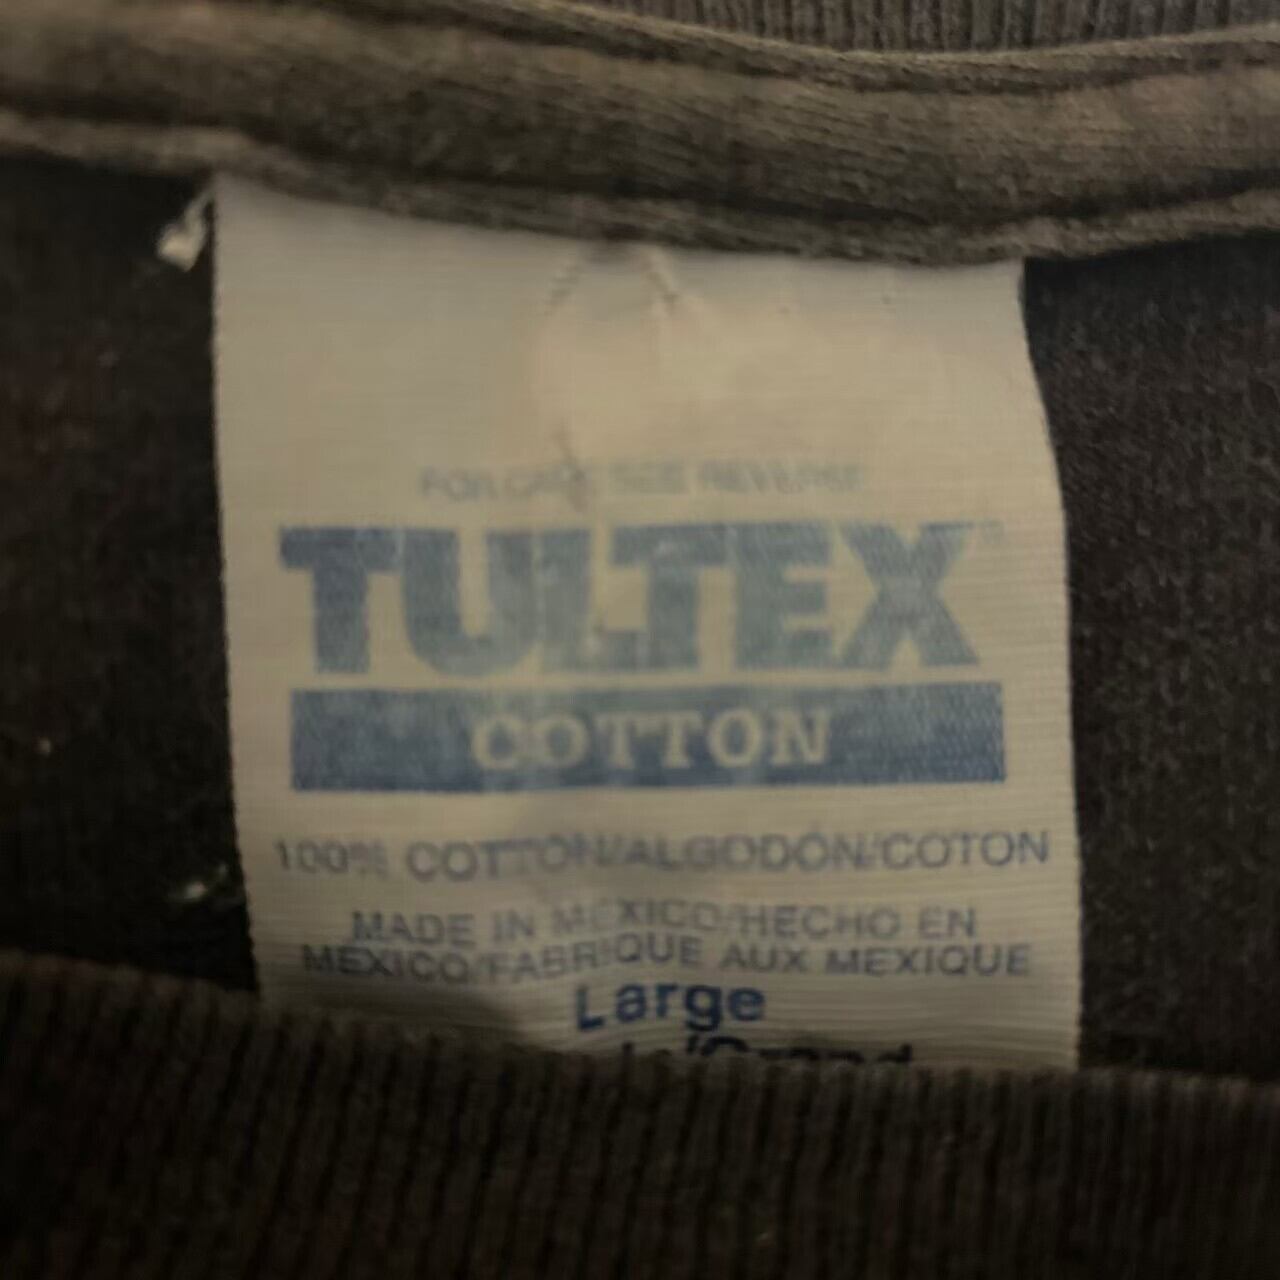 FOR CARE SEE REVERSE
TULTEX
COTTON
100% COTTON/ALGODÓN/COTON
MADE IN MEXICO/HECHO EN
MEXICO/FABRIQUE AUX MEXIQUE
Large